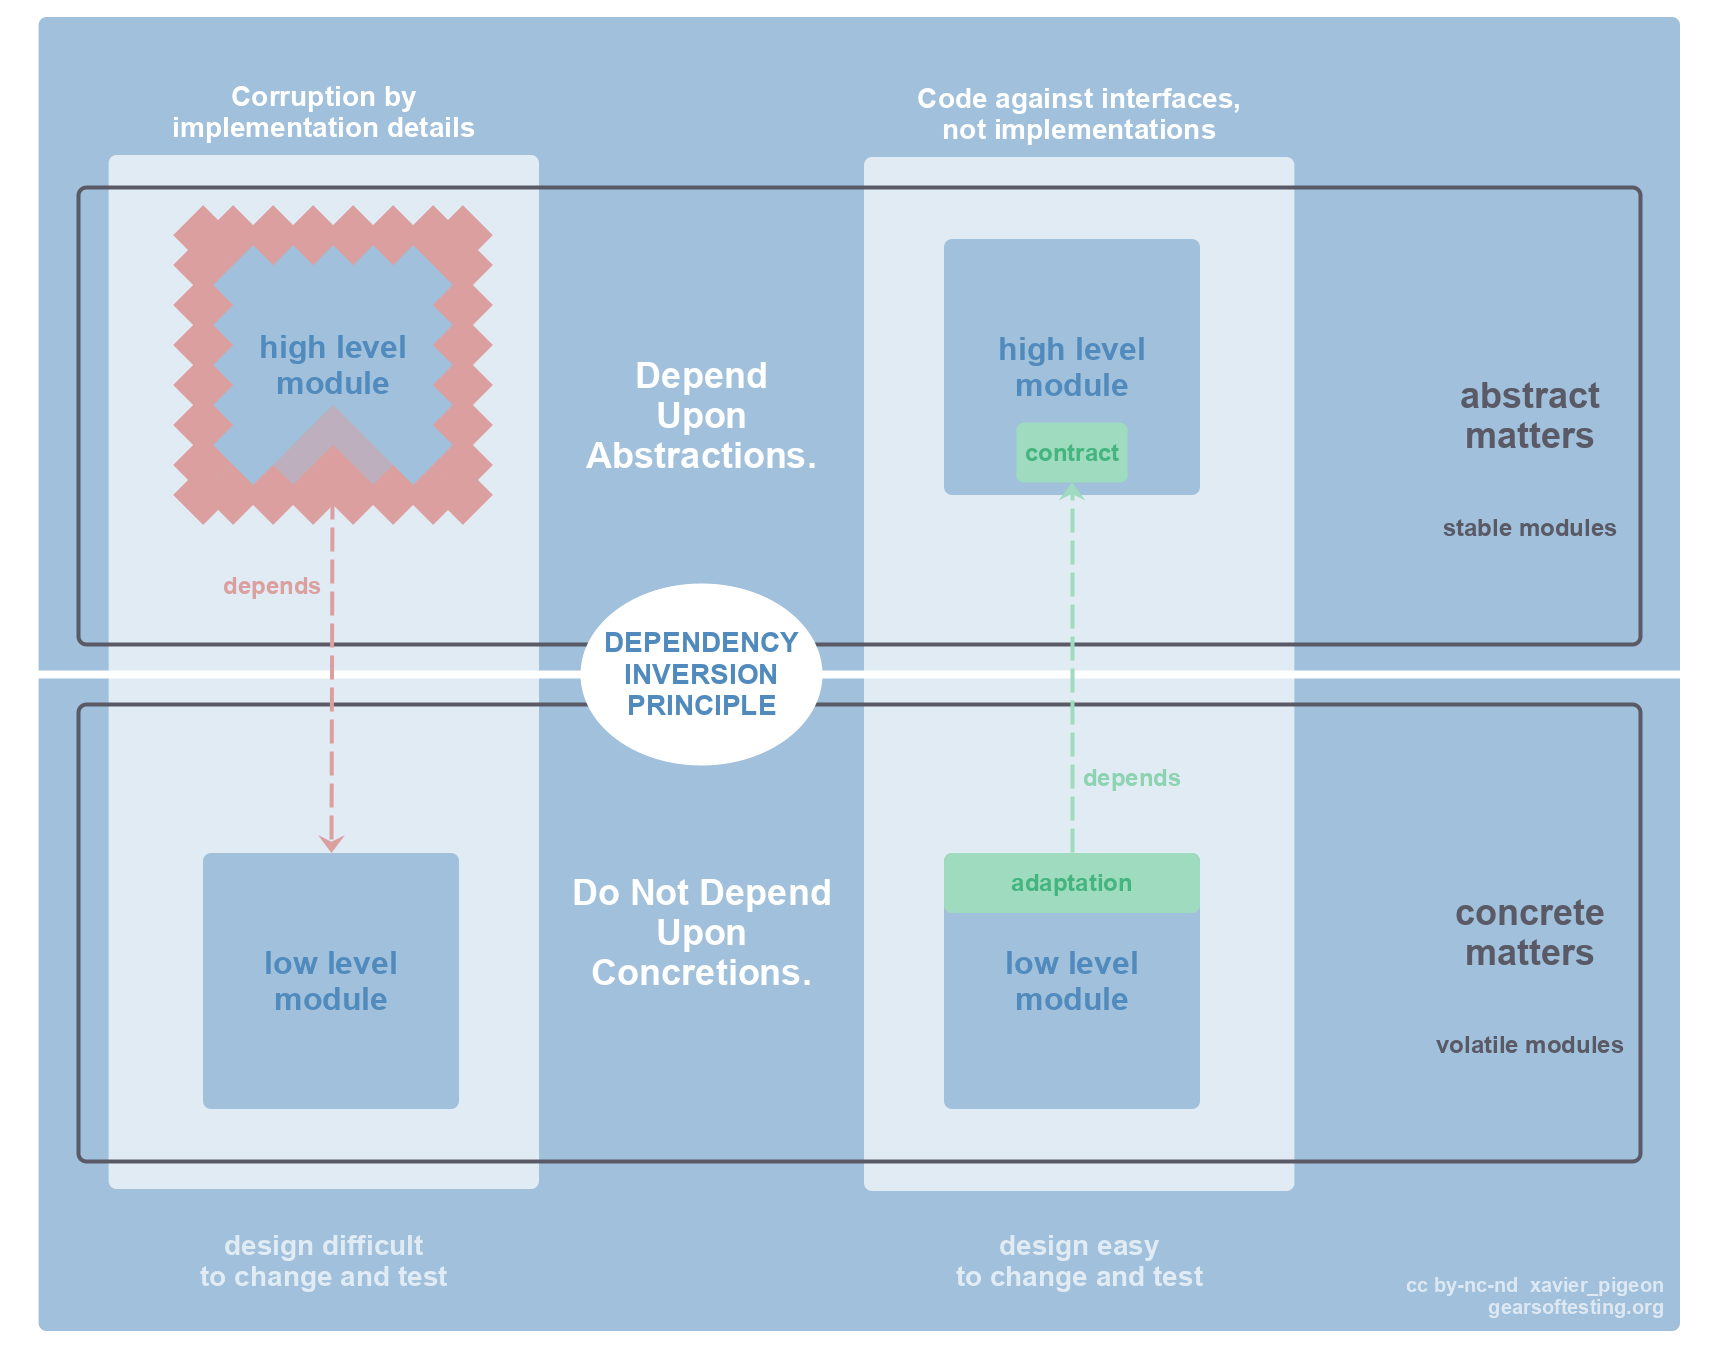 Corruption by
implementation details
Code against interfaces,
not implementations
high level
module
Depend
Upon
Abstractions.
high level
module
contract
abstract
matters
stable modules
depends
DEPENDENCY
INVERSION
PRINCIPLE
depends
low level
module
Do Not Depend
Upon
Concretions.
adaptation
low level
module
concrete
matters
volatile modules
design difficult
to change and test
design easy
to change and test
cc by-nc-nd  xavier_pigeon
gearsoftesting.org